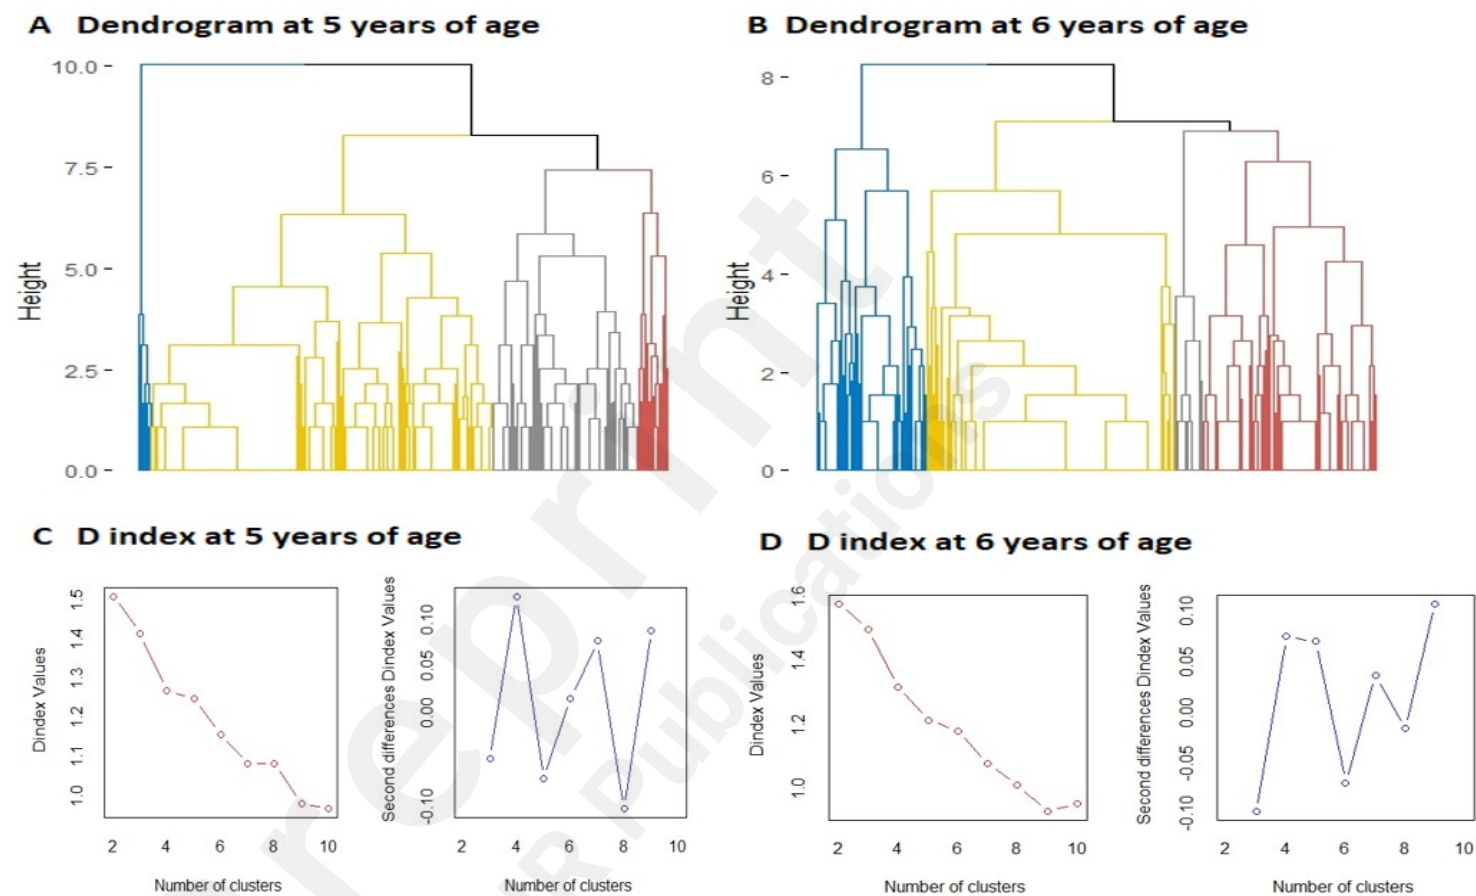 A Dendrogram at 5 years of age
B Dendrogram at 6 years of age
10.0
7.5
5.0
2.5
0.0
Height
8
6
4
2
0
Height
C D index at 5 years of age
D D index at 6 years of age
1.5
1.4
1.3
1.2
1.1
1.0
Dindex Values
2 4 6 8 10
Number of clusters
0.10
0.05
0.00
-0.10
Second differences Dindex Values
2 4 6 8 10
Number of clusters
1.6
1.4
1.2
1.0
Dindex Values
2 4 6 8 10
Number of clusters
0.10
0.05
0.00
-0.05
-0.10
Second differences Dindex Values
2 4 6 8 10
Number of clusters
reprint
R Publications